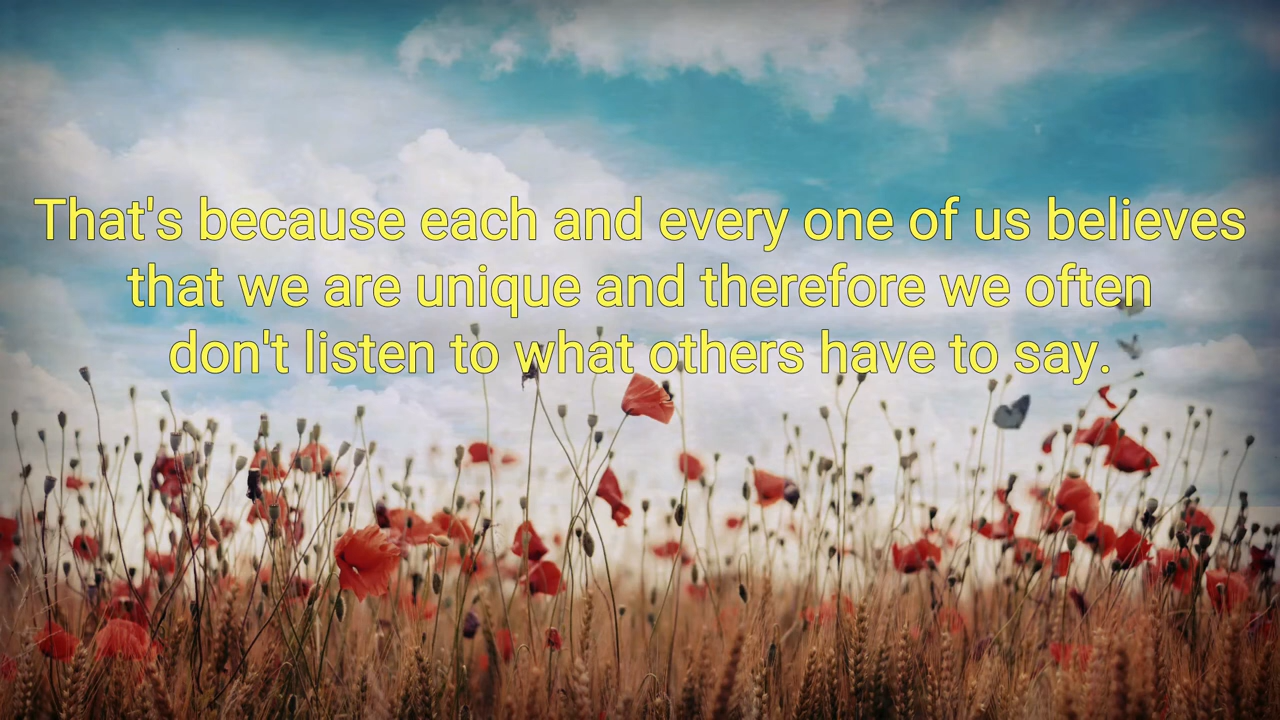 That's because each and every one of us believes
that we are unique and therefore we often
don't listen to what others have to say.